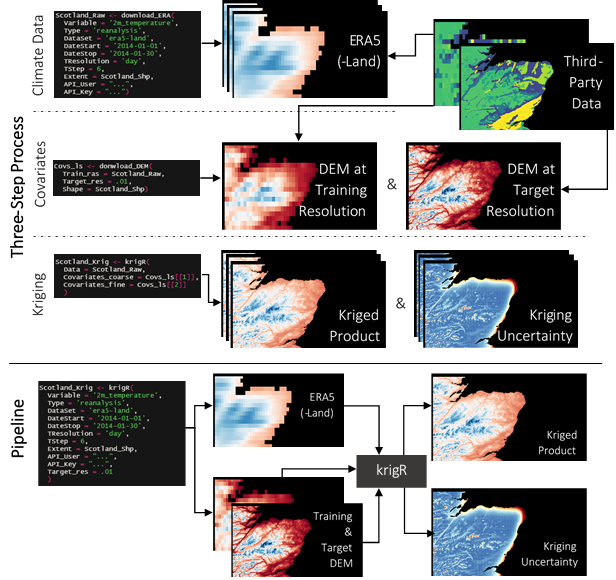 Three-Step Process
Climate Data
Scotland_Raw <- download_ERA(
Variable = '2m_temperature',
Type = 'reanalysis',
DataSet = 'era5-land',
DateStart = '2014-01-01',
DateStop = '2014-01-30',
TResolution = 'day',
TStep = 6,
Extent = Scotland_Shp,
API_User = "...",
API_Key = "...")
ERA5
(-Land)
Third-
Party
Data
Covariates
Covs_ls <- donwload_DEM(
Train_ras = Scotland_Raw,
Target_res = .01,
Shape = Scotland_Shp)
DEM at
Training
Resolution
&
DEM at
Target
Resolution
Kriging
Scotland_Krig <- krigR(
Data = Scotland_Raw,
Covariates_coarse = Covs_ls[[1]],
Covariates_fine = Covs_ls[[2]]
)
Kriged
Product
&
Kriging
Uncertainty
Pipeline
Scotland_Krig <- krigR(
Variable = '2m_temperature',
Type = 'reanalysis',
DataSet = 'era5-land',
DateStart = '2014-01-01',
DateStop = '2014-01-30',
TResolution = 'day',
TStep = 6,
Extent = Scotland_Shp,
API_User = "...",
API_Key = "...",
Target_res = .01
)
ERA5
(-Land)
Training
&
Target
DEM
krigR
Kriged
Product
Kriging
Uncertainty